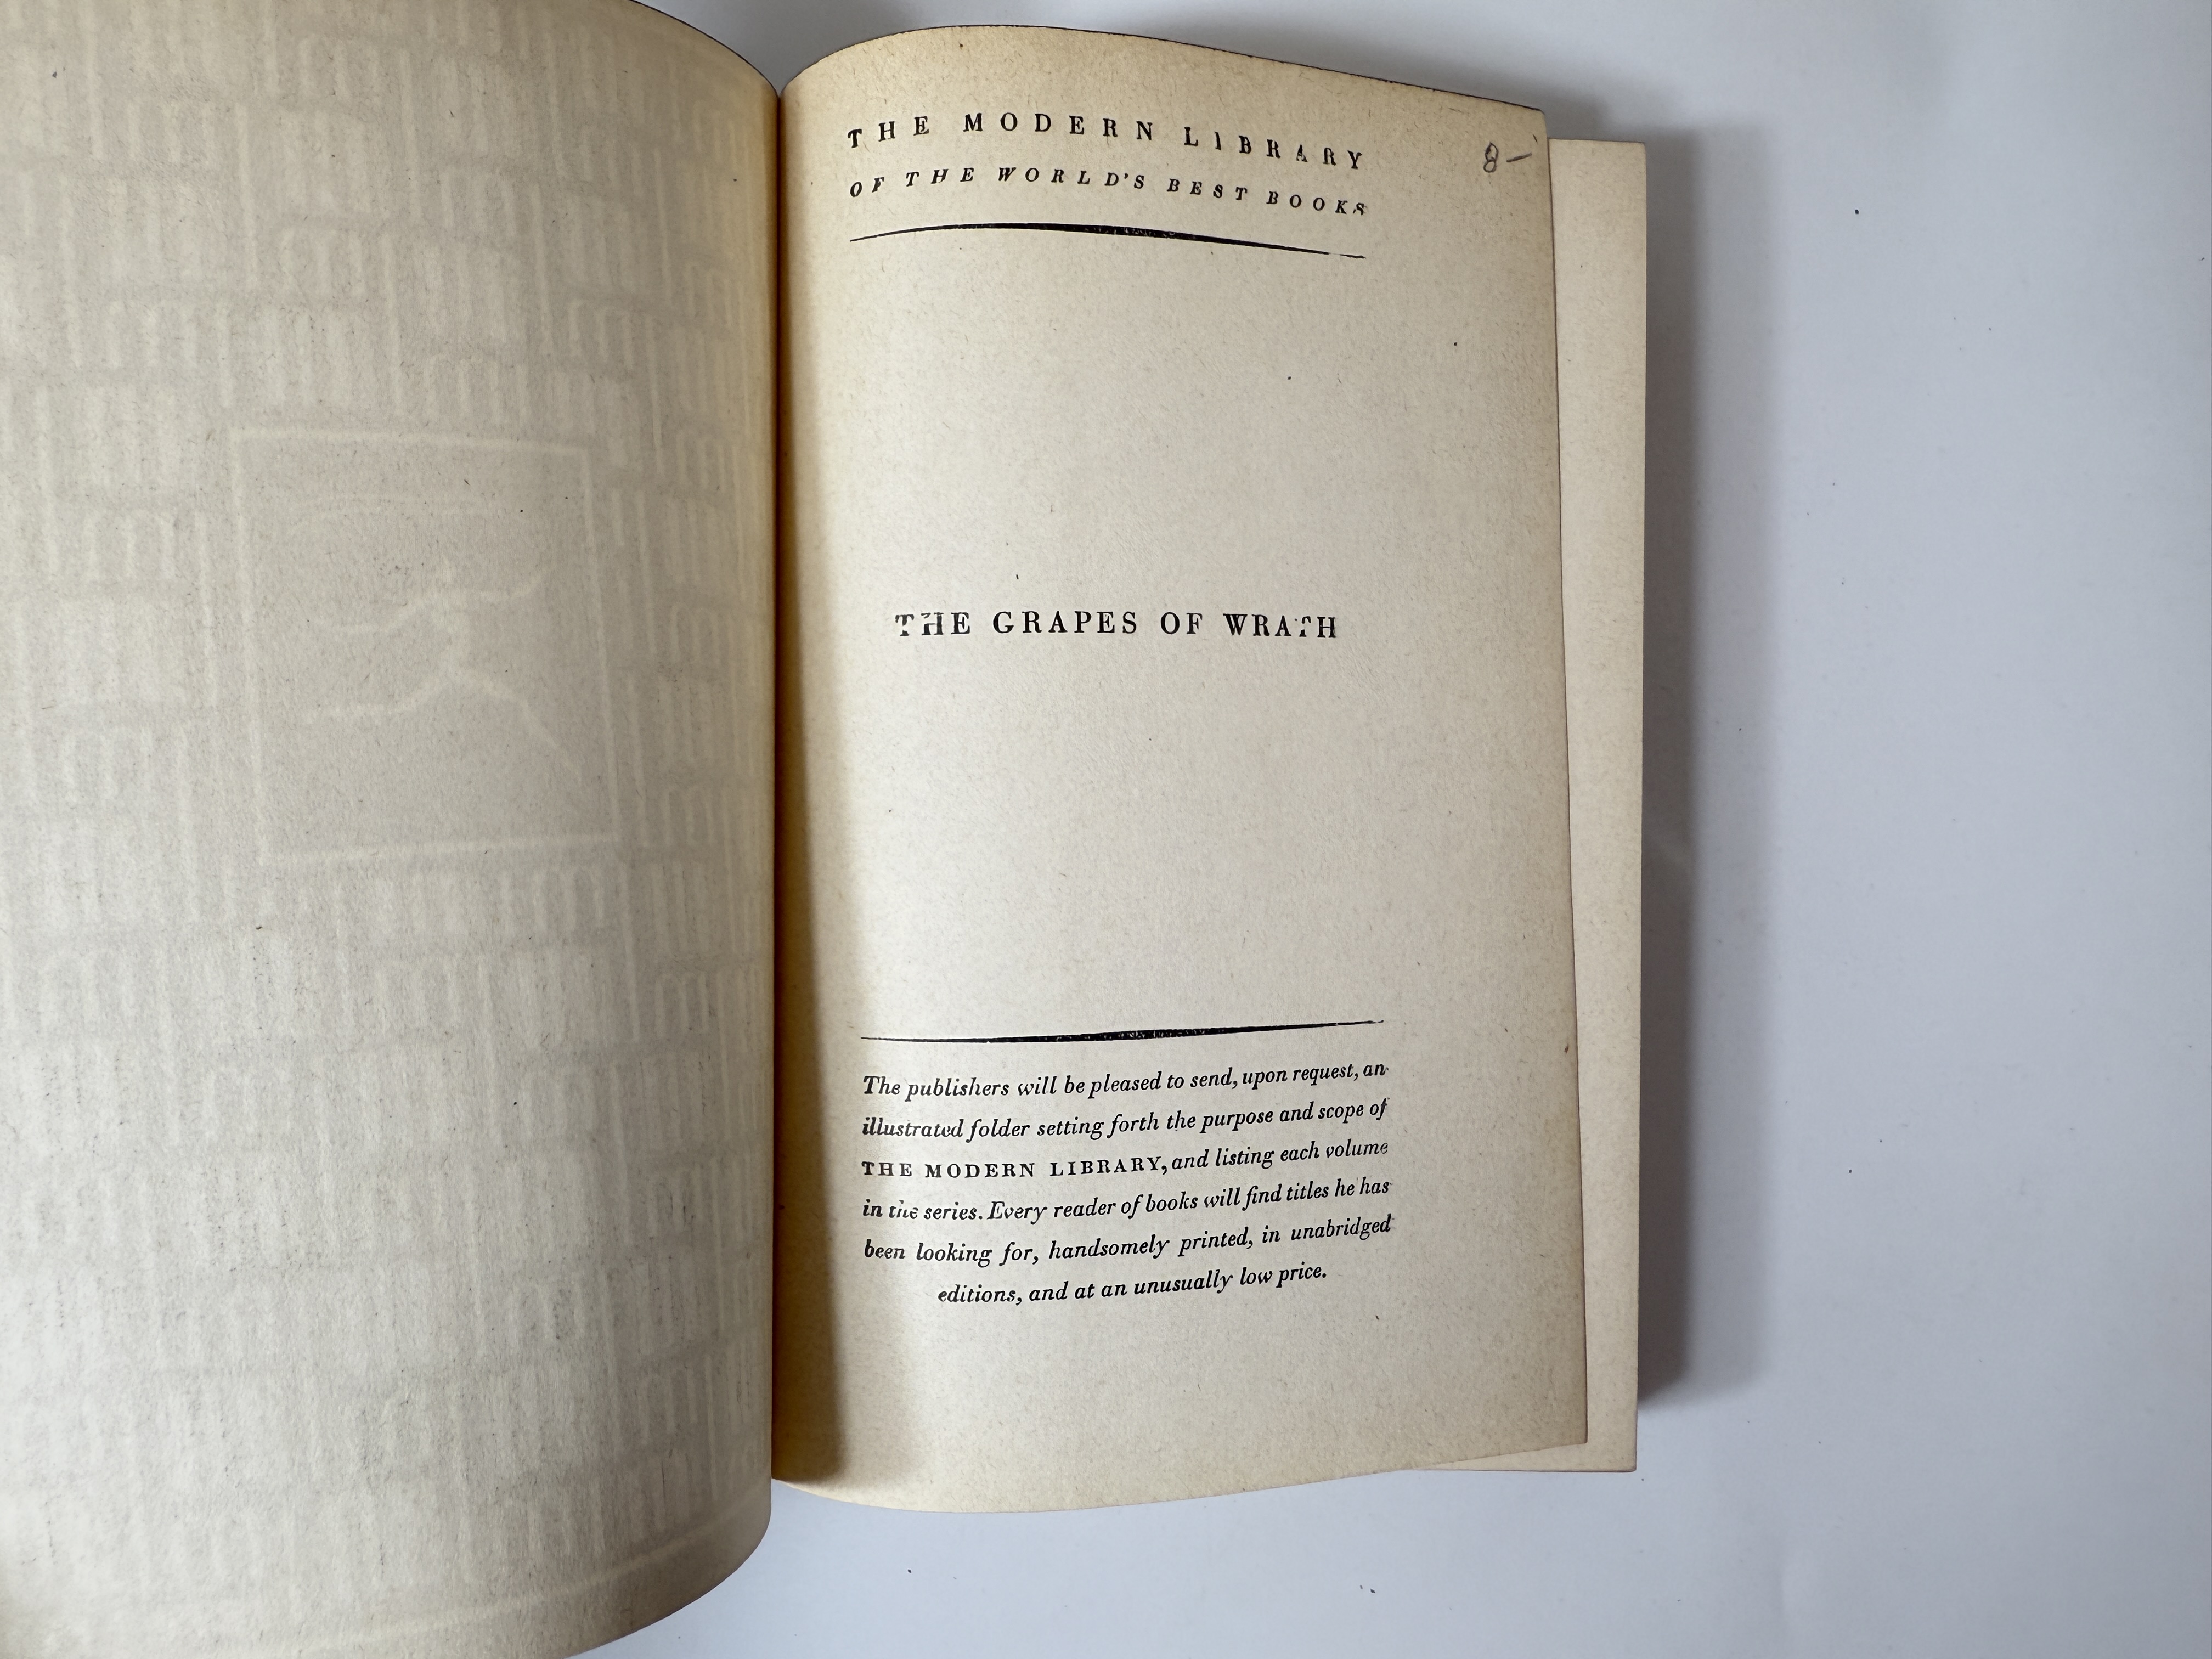 THE MODERN LIBRARY
OF THE WORLD'S BEST BOOKS
8—
THE GRAPES OF WRATH
The publishers will be pleased to send, upon request, an
illustrated folder setting forth the purpose and scope of
THE MODERN LIBRARY, and listing each volume
in the series. Every reader of books will find titles he has
been looking for, handsomely printed, in unabridged
editions, and at an unusually low price.